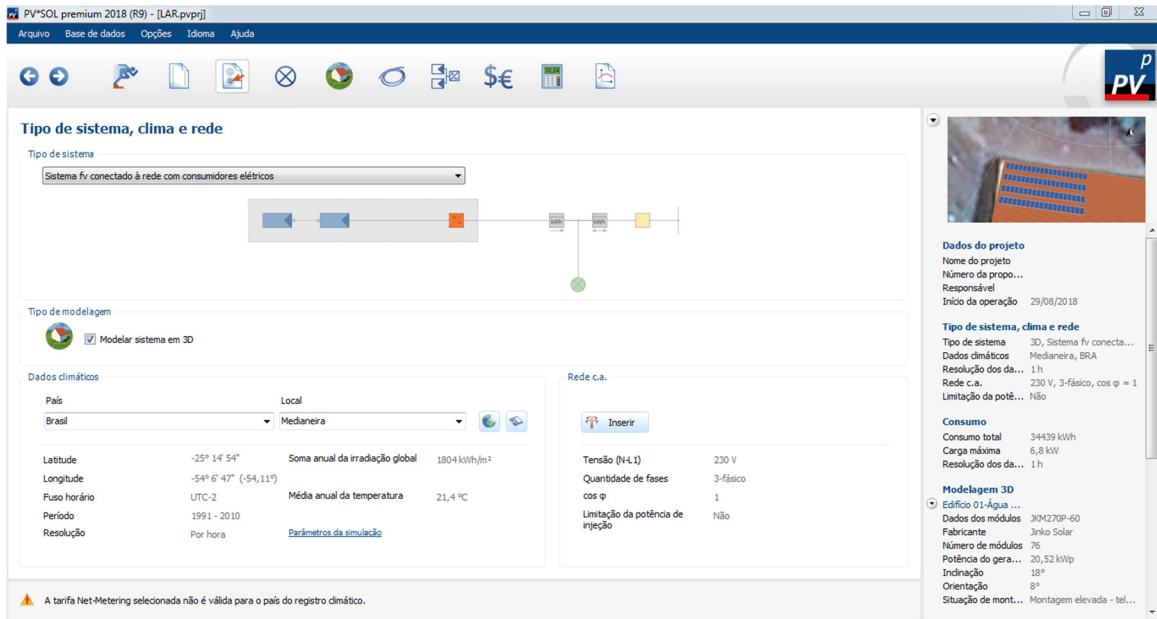 PV*SOL premium 2018 (R9) - [LAR.pvprj]
Arquivo Base de dados Opções Idioma Ajuda
p
PV
Tipo de sistema, clima e rede
Tipo de sistema
Sistema fv conectado à rede com consumidores elétricos
kWh kWh
Tipo de modelagem
Modelar sistema em 3D
Dados climáticos
País Local
Brasil Medianeira
Latitude -25° 14' 54" Soma anual da irradiação global 1804 kWh/m²
Longitude -54° 6' 47" (-54,11°)
Fuso horário UTC-2 Média anual da temperatura 21,4 °C
Período 1991 - 2010
Resolução Por hora Parâmetros da simulação
Rede c.a.
Inserir
Tensão (N-L1) 230 V
Quantidade de fases 3-fásico
cos φ 1
Limitação da potência de Não
injeção
A tarifa Net-Metering selecionada não é válida para o país do registro climático.
Dados do projeto
Nome do projeto
Número da propo...
Responsável
Início da operação 29/08/2018
Tipo de sistema, clima e rede
Tipo de sistema 3D, Sistema fv conecta...
Dados climáticos Medianeira, BRA
Resolução dos da... 1 h
Rede c.a. 230 V, 3-fásico, cos φ = 1
Limitação da potê... Não
Consumo
Consumo total 34439 kWh
Carga máxima 6,8 kW
Resolução dos da... 1 h
Modelagem 3D
Edifício 01-Água ...
Dados dos módulos JKM270P-60
Fabricante Jinko Solar
Número de módulos 76
Potência do gera... 20,52 kWp
Inclinação 18°
Orientação 8°
Situação de mont... Montagem elevada - tel...